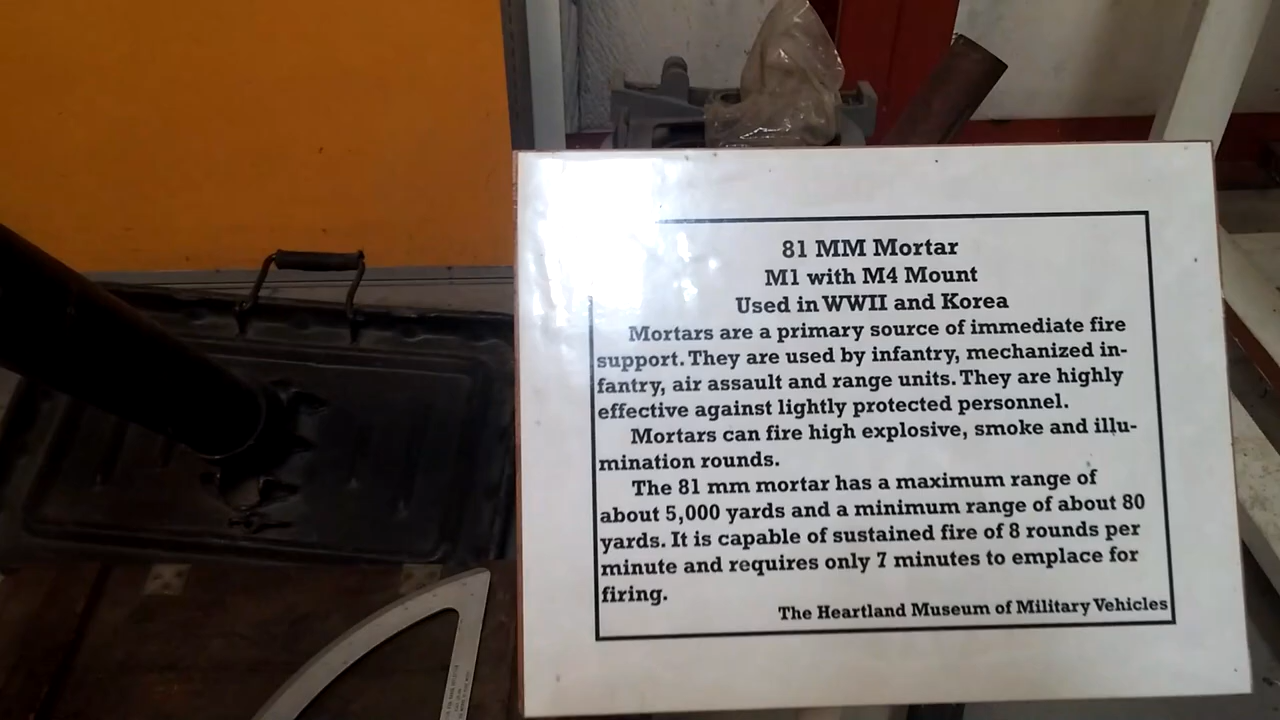 81 MM Mortar
M1 with M4 Mount
Used in WWII and Korea
Mortars are a primary source of immediate fire
support. They are used by infantry, mechanized in-
fantry, air assault and range units. They are highly
effective against lightly protected personnel.
Mortars can fire high explosive, smoke and illu-
mination rounds.
The 81 mm mortar has a maximum range of
about 5,000 yards and a minimum range of about 80
yards. It is capable of sustained fire of 8 rounds per
minute and requires only 7 minutes to emplace for
firing.
The Heartland Museum of Military Vehicles